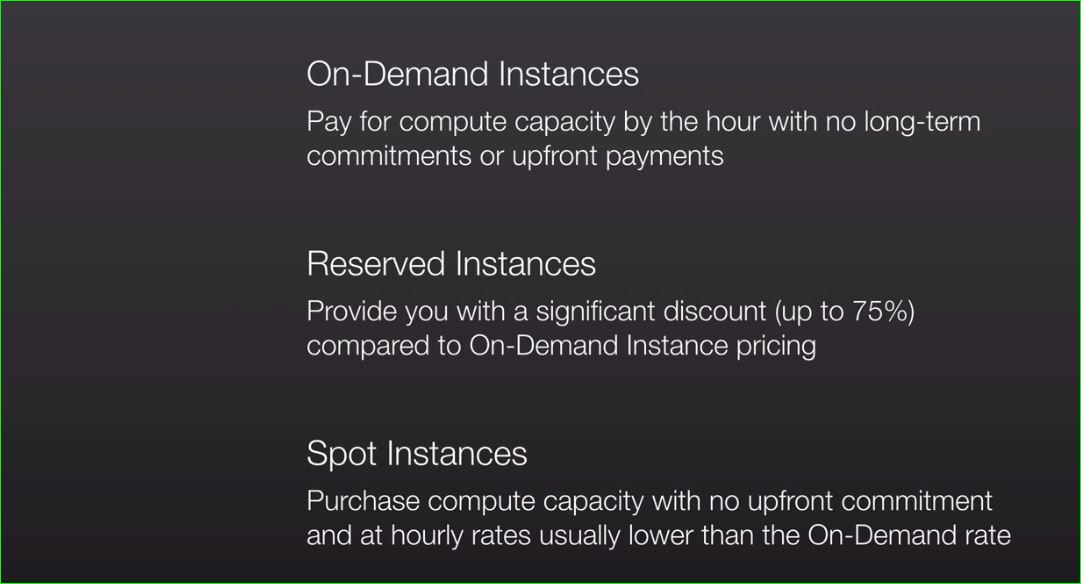 On-Demand Instances
Pay for compute capacity by the hour with no long-term
commitments or upfront payments
Reserved Instances
Provide you with a significant discount (up to 75%)
compared to On-Demand Instance pricing
Spot Instances
Purchase compute capacity with no upfront commitment
and at hourly rates usually lower than the On-Demand rate